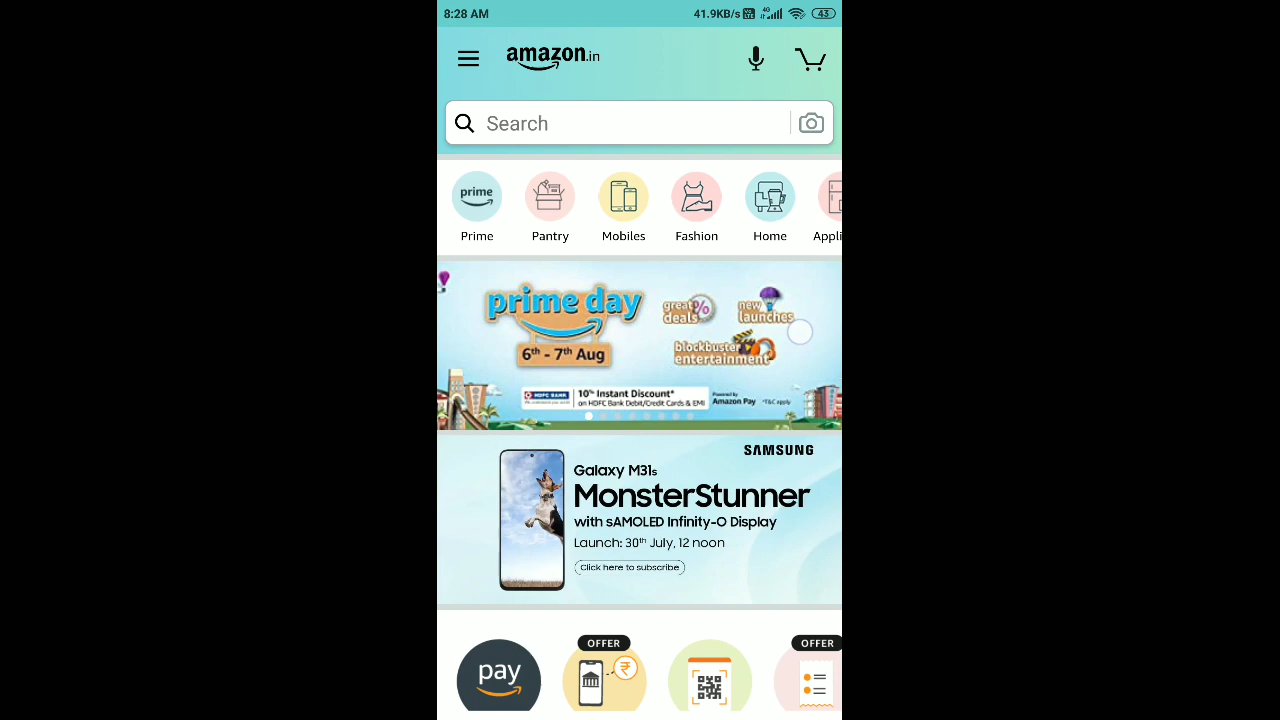 8:28 AM 41.9KB/s 4G 43
amazon.in
Search
prime
Prime Pantry Mobiles Fashion Home Appli
prime day
great deals %
new launches
6th - 7th Aug
blockbuster entertainment
HDFC BANK
10% Instant Discount*
on HDFC Bank Debit/Credit Cards & EMI
Powered by
Amazon Pay
*T&C apply
SAMSUNG
Galaxy M31s
MonsterStunner
with sAMOLED Infinity-O Display
Launch: 30th July, 12 noon
Click here to subscribe
OFFER OFFER
pay
₹